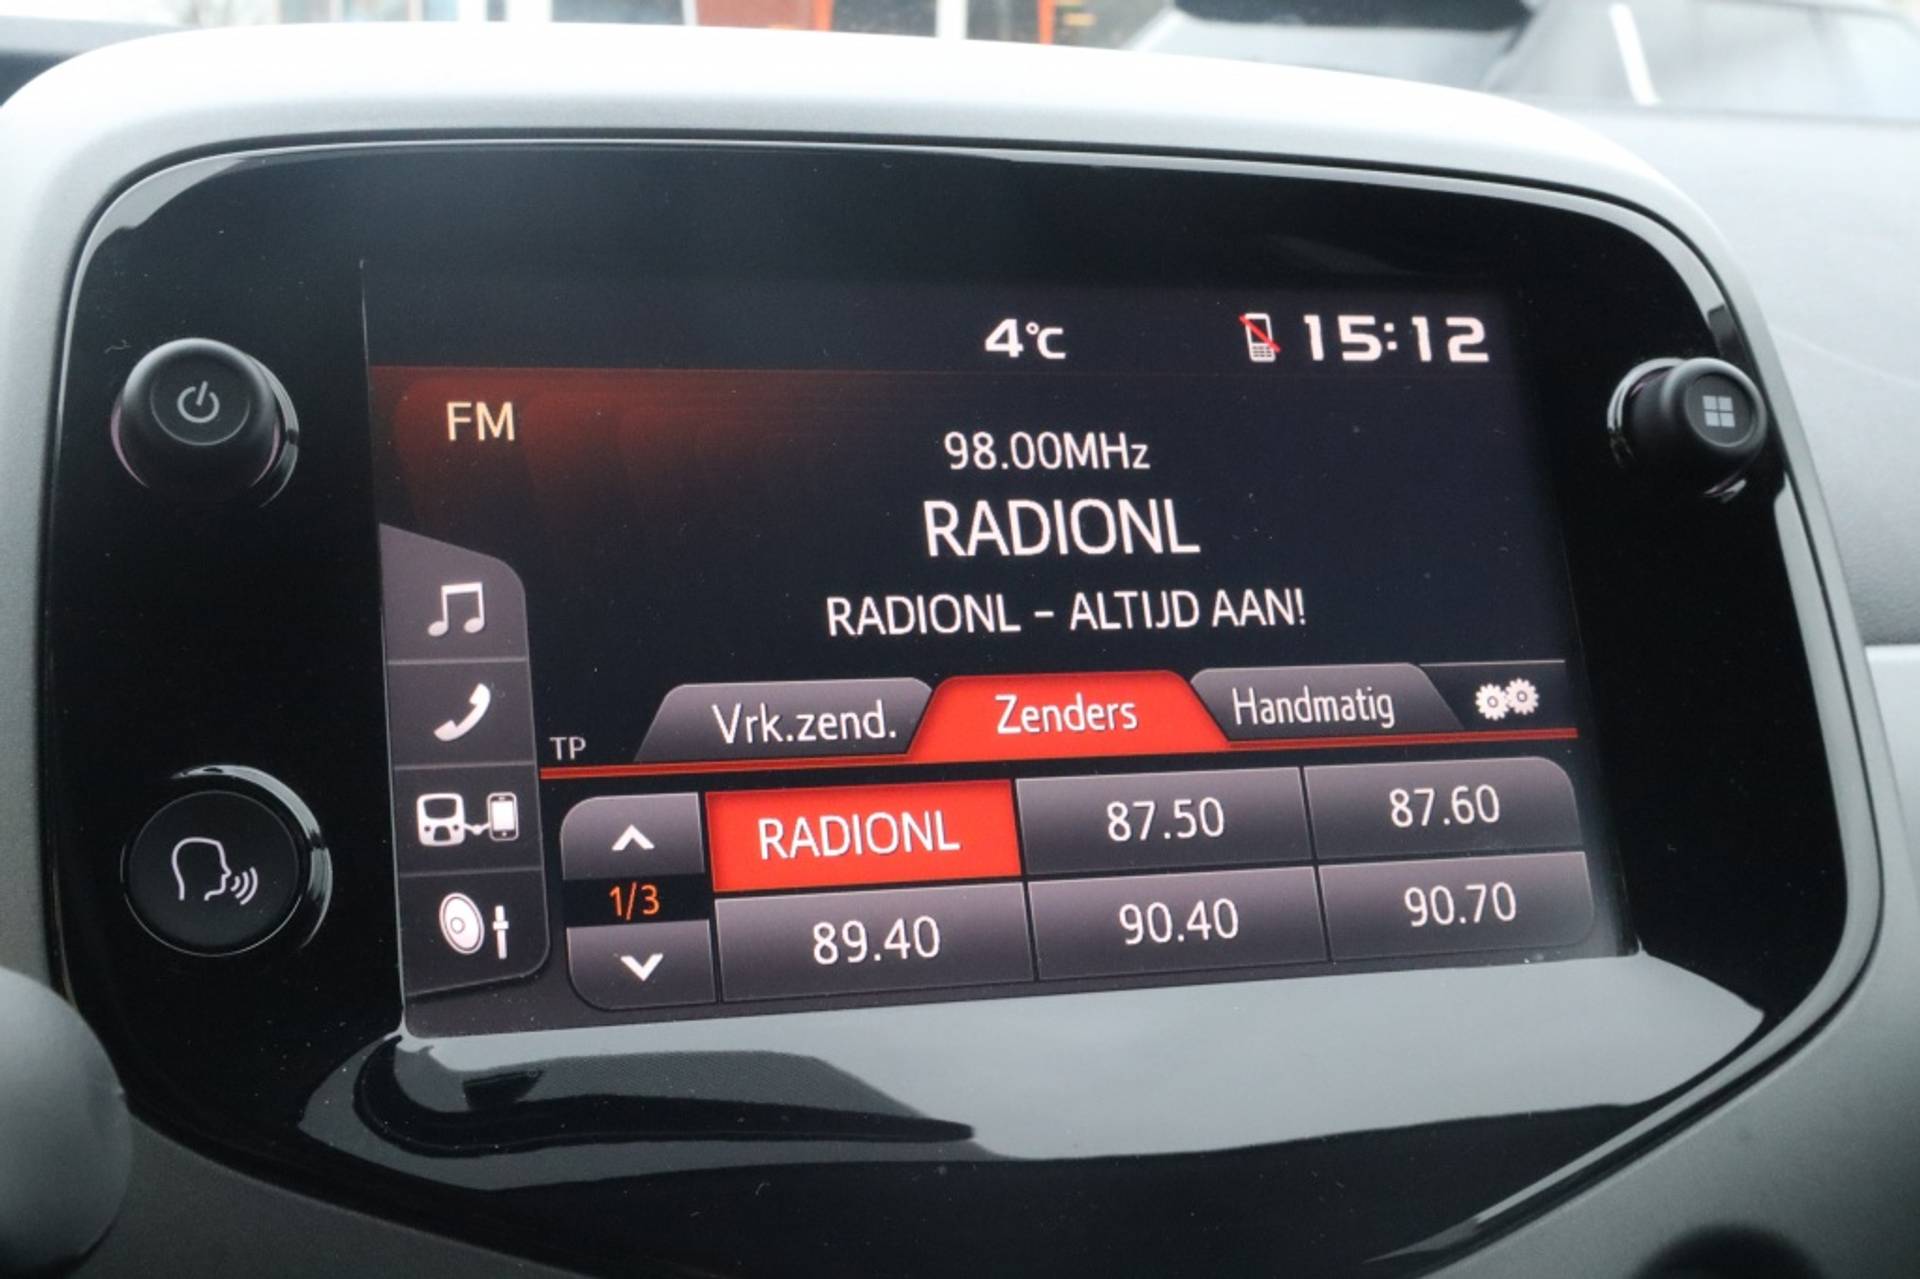 4°C 15:12
FM
98.00MHz
RADIONL
RADIONL - ALTIJD AAN!
TP Vrk.zend. Zenders Handmatig
RADIONL 87.50 87.60
1/3
89.40 90.40 90.70